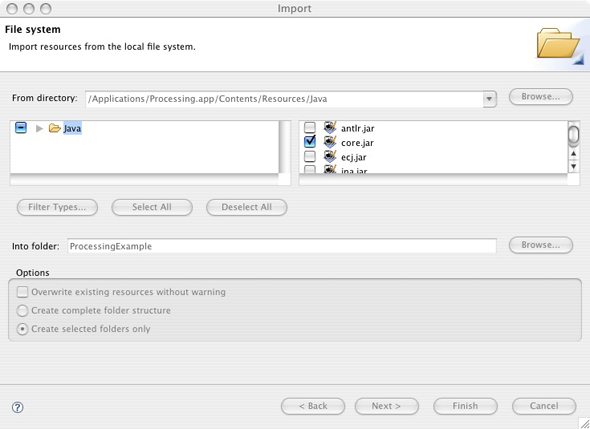 Import
File system
Import resources from the local file system.
From directory: /Applications/Processing.app/Contents/Resources/Java Browse...
Java
antlr.jar
core.jar
ecj.jar
jna.jar
Filter Types... Select All Deselect All
Into folder: ProcessingExample Browse...
Options
Overwrite existing resources without warning
Create complete folder structure
Create selected folders only
? < Back Next > Finish Cancel